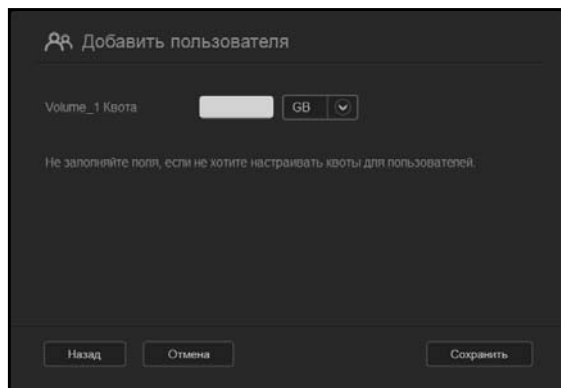 Добавить пользователя
Volume_1 Квота GB
Не заполняйте поля, если не хотите настраивать квоты для пользователей.
Назад Отмена Сохранить